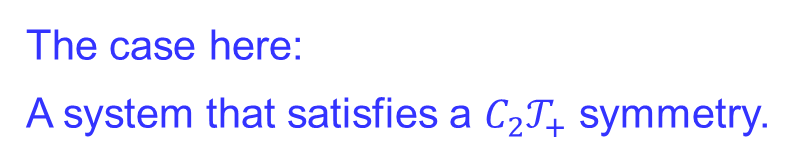 The case here:
A system that satisfies a 𝐶₂𝒯₊ symmetry.